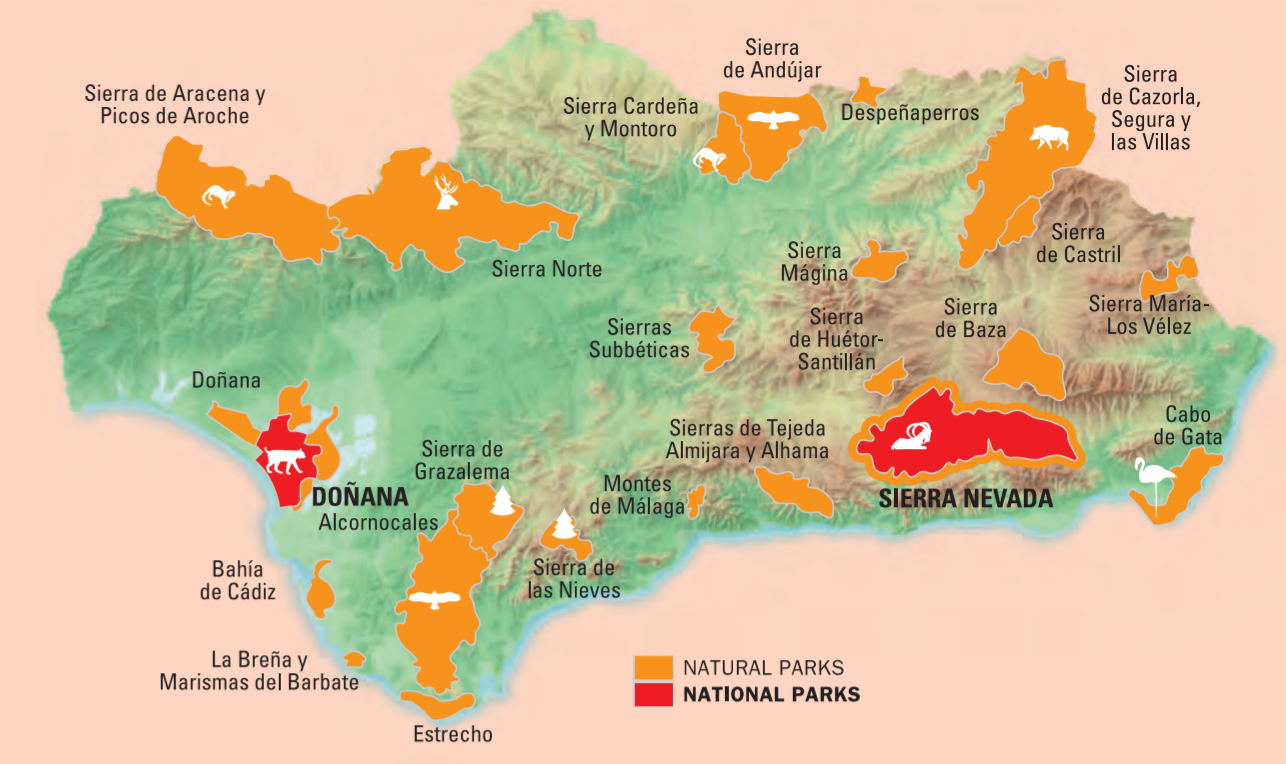 Sierra
de Andújar
Sierra de Aracena y
Picos de Aroche
Sierra Cardeña
y Montoro
Despeñaperros
Sierra
de Cazorla,
Segura y
las Villas
Sierra Norte
Sierra
Mágina
Sierra
de Castril
Sierra María-
Los Vélez
Sierras
Subbéticas
Sierra
de Huétor-
Santillán
Sierra
de Baza
Doñana
DOÑANA
Alcornocales
Sierra de
Grazalema
Sierras de Tejeda
Almijara y Alhama
Montes
de Málaga
SIERRA NEVADA
Cabo
de Gata
Bahía
de Cádiz
Sierra de
las Nieves
La Breña y
Marismas del Barbate
Estrecho
NATURAL PARKS
NATIONAL PARKS